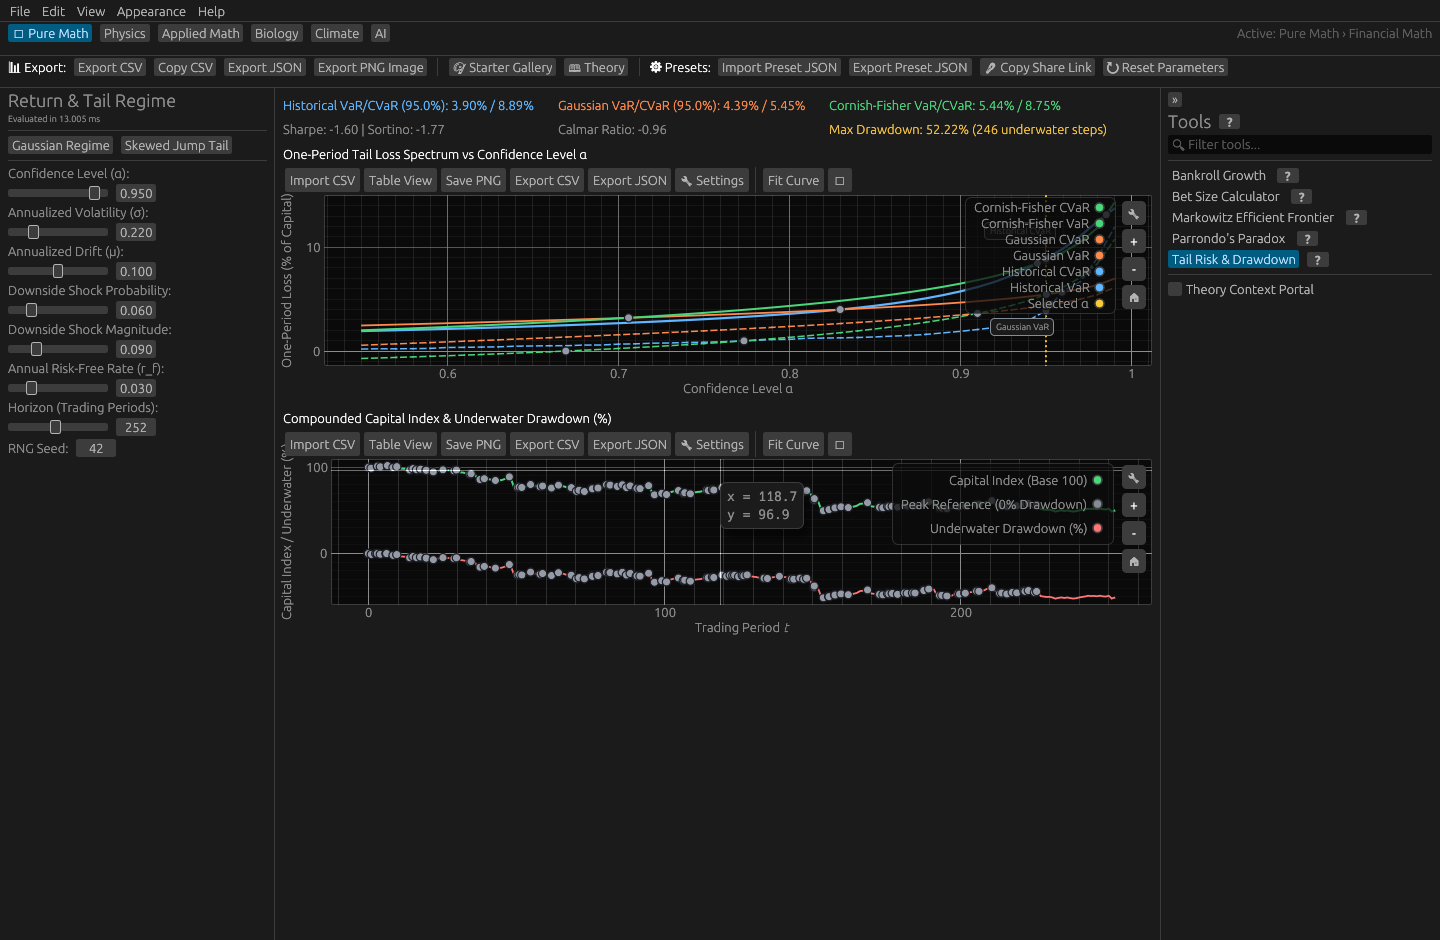 File Edit View Appearance Help
Pure Math Physics Applied Math Biology Climate AI Active: Pure Math › Financial Math
Export: Export CSV Copy CSV Export JSON Export PNG Image Starter Gallery Theory Presets: Import Preset JSON Export Preset JSON Copy Share Link Reset Parameters
Return & Tail Regime
Evaluated in 13.005 ms
Gaussian Regime Skewed Jump Tail
Confidence Level (α):
0.950
Annualized Volatility (σ):
0.220
Annualized Drift (μ):
0.100
Downside Shock Probability:
0.060
Downside Shock Magnitude:
0.090
Annual Risk-Free Rate (r_f):
0.030
Horizon (Trading Periods):
252
RNG Seed: 42
Historical VaR/CVaR (95.0%): 3.90% / 8.89% Gaussian VaR/CVaR (95.0%): 4.39% / 5.45% Cornish-Fisher VaR/CVaR: 5.44% / 8.75%
Sharpe: -1.60 | Sortino: -1.77 Calmar Ratio: -0.96 Max Drawdown: 52.22% (246 underwater steps)
One-Period Tail Loss Spectrum vs Confidence Level α
Import CSV Table View Save PNG Export CSV Export JSON Settings Fit Curve
One-Period Loss (% of Capital)
10
0
Cornish-Fisher CVaR
Cornish-Fisher VaR
Gaussian CVaR
Gaussian VaR
Historical CVaR
Historical VaR
Selected α
Gaussian VaR
+
-
0.6 0.7 0.8 0.9 1
Confidence Level α
Compounded Capital Index & Underwater Drawdown (%)
Import CSV Table View Save PNG Export CSV Export JSON Settings Fit Curve
Capital Index / Underwater (%)
100
0
x = 118.7
y = 96.9
Capital Index (Base 100)
Peak Reference (0% Drawdown)
Underwater Drawdown (%)
+
-
0 100 200
Trading Period t
»
Tools ?
Filter tools...
Bankroll Growth ?
Bet Size Calculator ?
Markowitz Efficient Frontier ?
Parrondo's Paradox ?
Tail Risk & Drawdown ?
Theory Context Portal